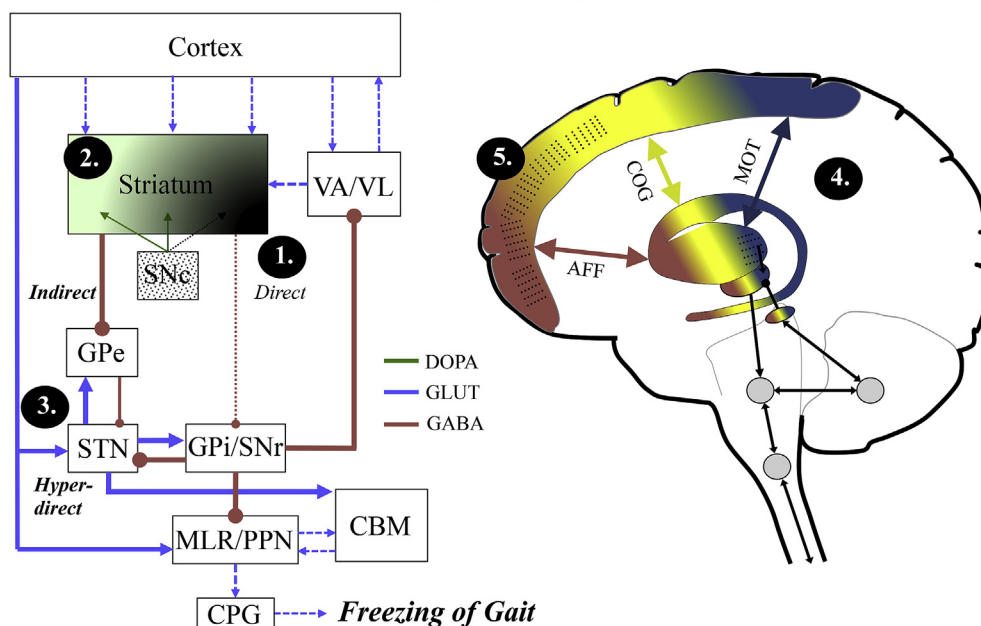 Cortex
2.
Striatum
VA/VL
SNc
1.
Indirect
Direct
GPe
DOPA
GLUT
GABA
3.
STN
GPi/SNr
Hyper-
direct
MLR/PPN
CBM
CPG
Freezing of Gait
5.
COG
MOT
4.
AFF